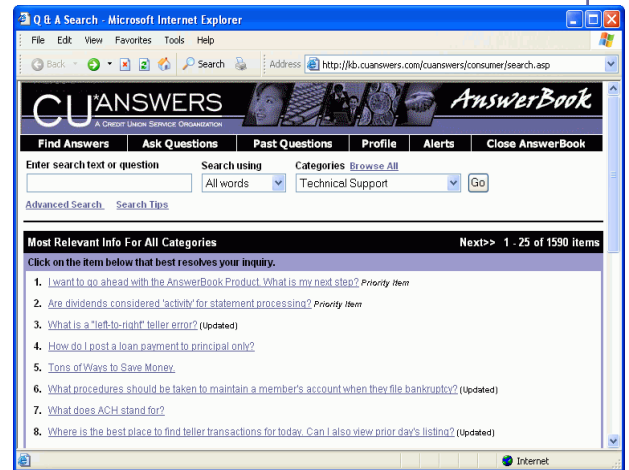 Q & A Search - Microsoft Internet Explorer
File Edit View Favorites Tools Help
Back Search Address http://kb.cuanswers.com/cuanswers/consumer/search.asp
CU*ANSWERS AnswerBook
A Credit Union Service Organization
Find Answers Ask Questions Past Questions Profile Alerts Close AnswerBook
Enter search text or question Search using Categories Browse All
All words Technical Support Go
Advanced Search Search Tips
Most Relevant Info For All Categories Next>> 1 - 25 of 1590 items
Click on the item below that best resolves your inquiry.
1. I want to go ahead with the AnswerBook Product. What is my next step? Priority Item
2. Are dividends considered 'activity' for statement processing? Priority Item
3. What is a "left-to-right" teller error? (Updated)
4. How do I post a loan payment to principal only?
5. Tons of Ways to Save Money.
6. What procedures should be taken to maintain a member's account when they file bankruptcy? (Updated)
7. What does ACH stand for?
8. Where is the best place to find teller transactions for today. Can I also view prior day's listing? (Updated)
Internet